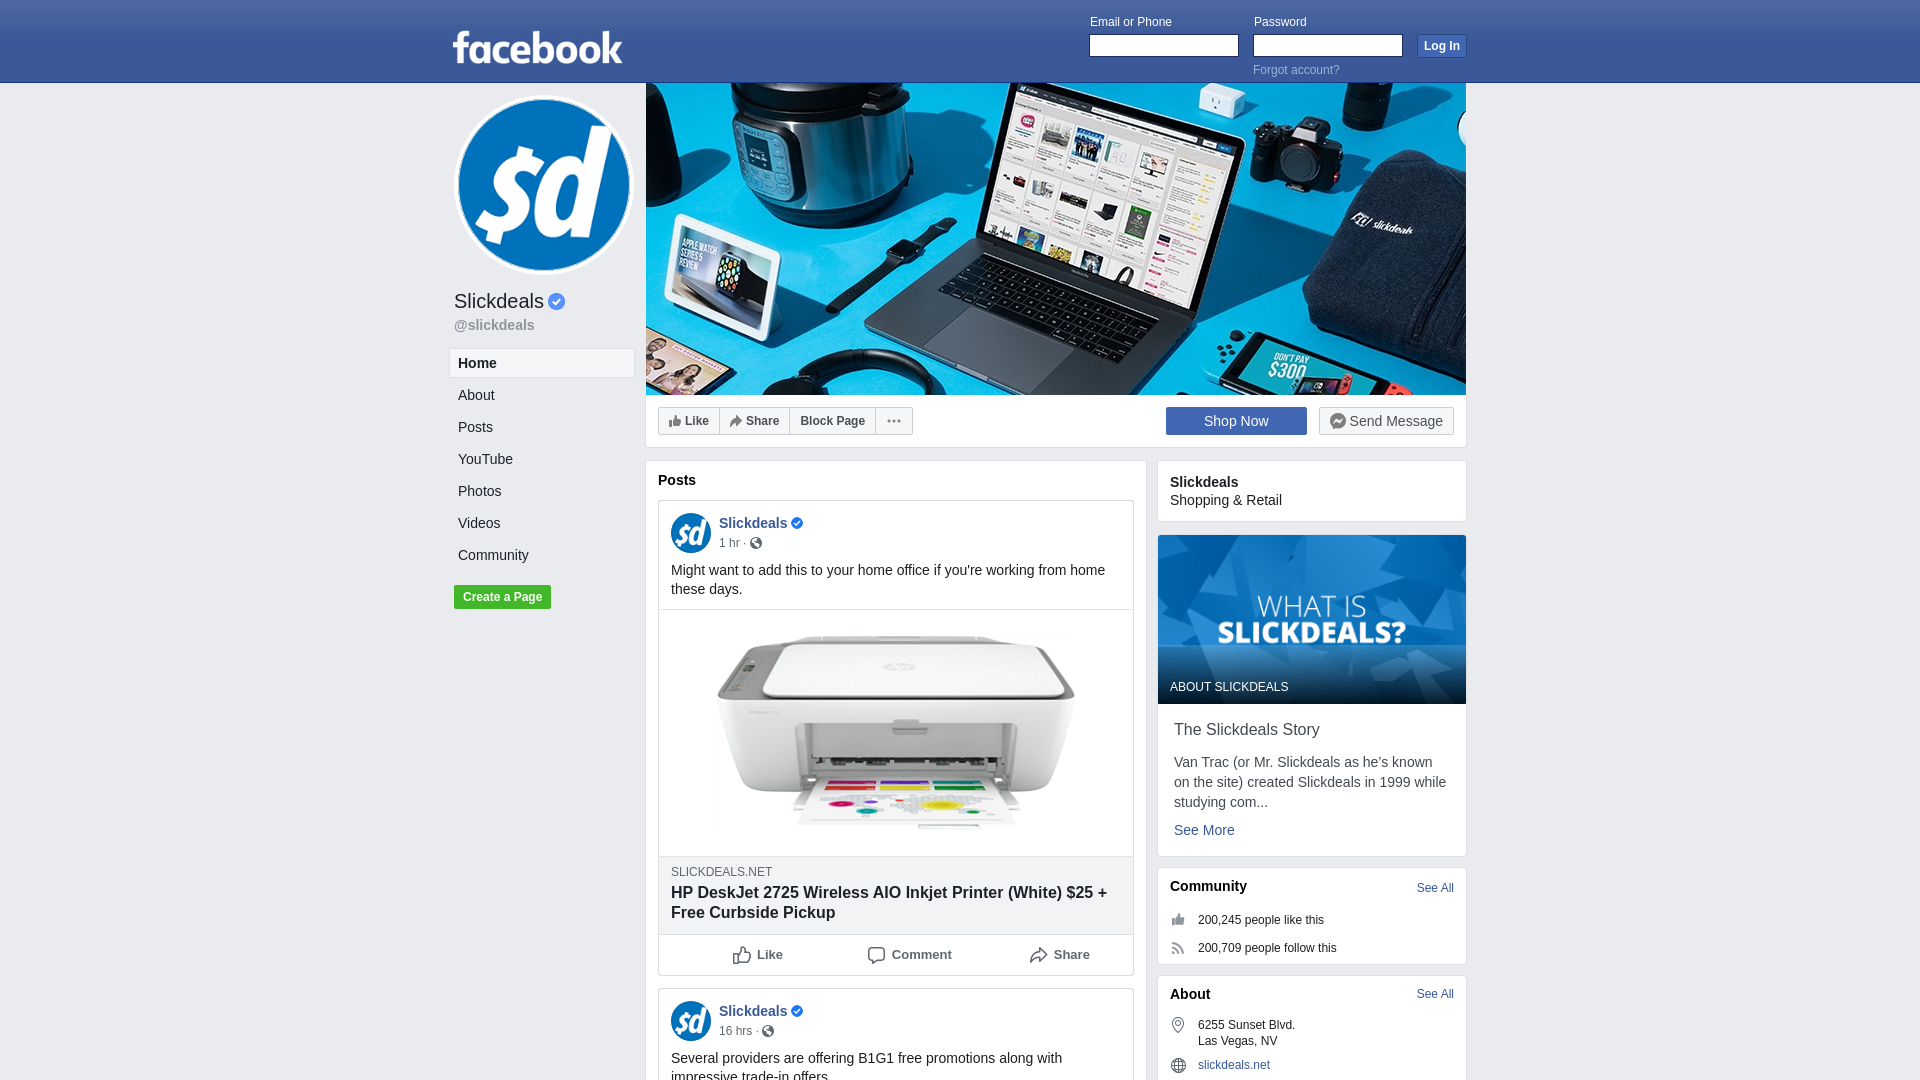 facebook
Email or Phone
Password
Log In
Forgot account?
$d
Slickdeals
@slickdeals
Home
About
Posts
YouTube
Photos
Videos
Community
Create a Page
APPLE WATCH
SERIES 5
REVIEW
slickdeals
DON'T PAY
$300
Like
Share
Block Page
Shop Now
Send Message
Posts
$d
Slickdeals
1 hr ·
Might want to add this to your home office if you're working from home
these days.
SLICKDEALS.NET
HP DeskJet 2725 Wireless AIO Inkjet Printer (White) $25 +
Free Curbside Pickup
Like
Comment
Share
$d
Slickdeals
16 hrs ·
Several providers are offering B1G1 free promotions along with
impressive trade-in offers.
Slickdeals
Shopping & Retail
WHAT IS
SLICKDEALS?
ABOUT SLICKDEALS
The Slickdeals Story
Van Trac (or Mr. Slickdeals as he’s known
on the site) created Slickdeals in 1999 while
studying com...
See More
Community
See All
200,245 people like this
200,709 people follow this
About
See All
6255 Sunset Blvd.
Las Vegas, NV
slickdeals.net